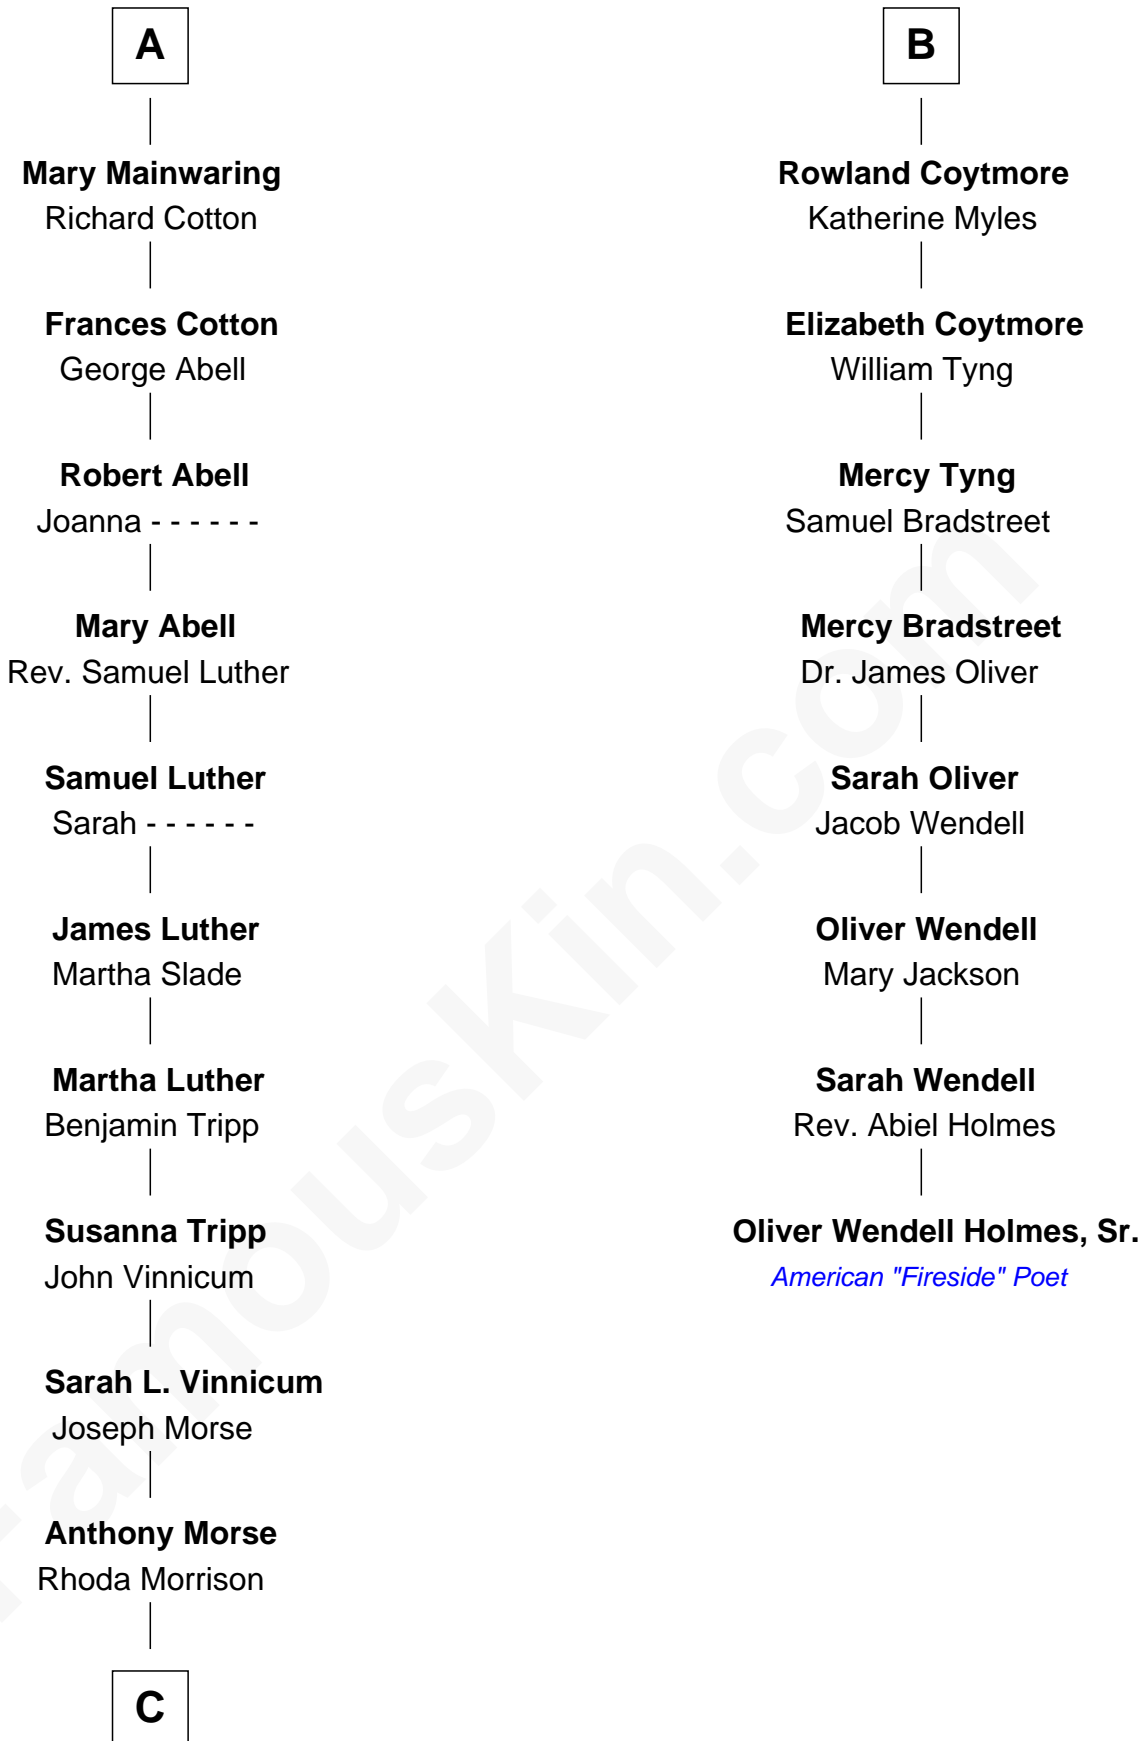 A
Mary Mainwaring
Richard Cotton
Frances Cotton
George Abell
Robert Abell
Joanna - - - - - -
Mary Abell
Rev. Samuel Luther
Samuel Luther
Sarah - - - - - -
James Luther
Martha Slade
Martha Luther
Benjamin Tripp
Susanna Tripp
John Vinnicum
Sarah L. Vinnicum
Joseph Morse
Anthony Morse
Rhoda Morrison
C
B
Rowland Coytmore
Katherine Myles
Elizabeth Coytmore
William Tyng
Mercy Tyng
Samuel Bradstreet
Mercy Bradstreet
Dr. James Oliver
Sarah Oliver
Jacob Wendell
Oliver Wendell
Mary Jackson
Sarah Wendell
Rev. Abiel Holmes
Oliver Wendell Holmes, Sr.
American "Fireside" Poet
FamousKin.com